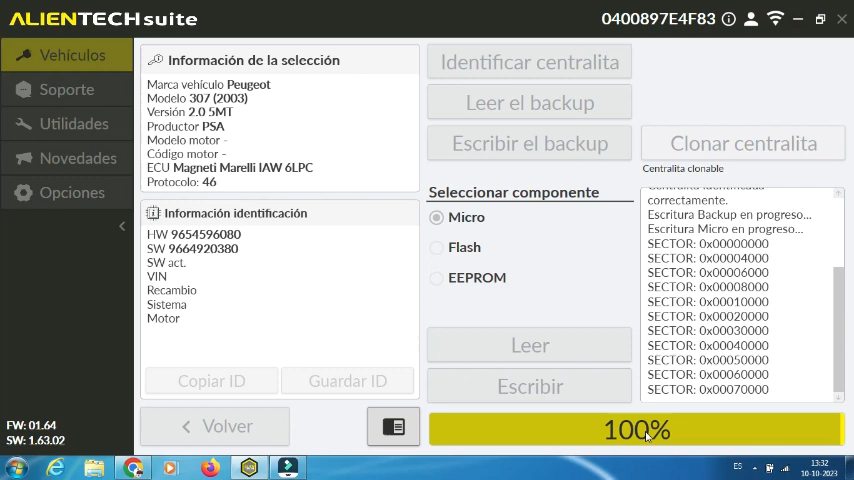 ALIENTECH suite
0400897E4F83
Vehículos
Soporte
Utilidades
Novedades
Opciones
FW: 01.64
SW: 1.63.02
Información de la selección
Marca vehículo Peugeot
Modelo 307 (2003)
Versión 2.0 5MT
Productor PSA
Modelo motor -
Código motor -
ECU Magneti Marelli IAW 6LPC
Protocolo: 46
Información identificación
HW 9654596080
SW 9664920380
SW act.
VIN
Recambio
Sistema
Motor
Copiar ID
Guardar ID
Volver
Identificar centralita
Leer el backup
Escribir el backup
Clonar centralita
Centralita clonable
Seleccionar componente
Micro
Flash
EEPROM
Leer
Escribir
Centralita identificada
correctamente.
Escritura Backup en progreso...
Escritura Micro en progreso...
SECTOR: 0x00000000
SECTOR: 0x00004000
SECTOR: 0x00006000
SECTOR: 0x00008000
SECTOR: 0x00010000
SECTOR: 0x00020000
SECTOR: 0x00030000
SECTOR: 0x00040000
SECTOR: 0x00050000
SECTOR: 0x00060000
SECTOR: 0x00070000
100%
ES
13:32
10-10-2023